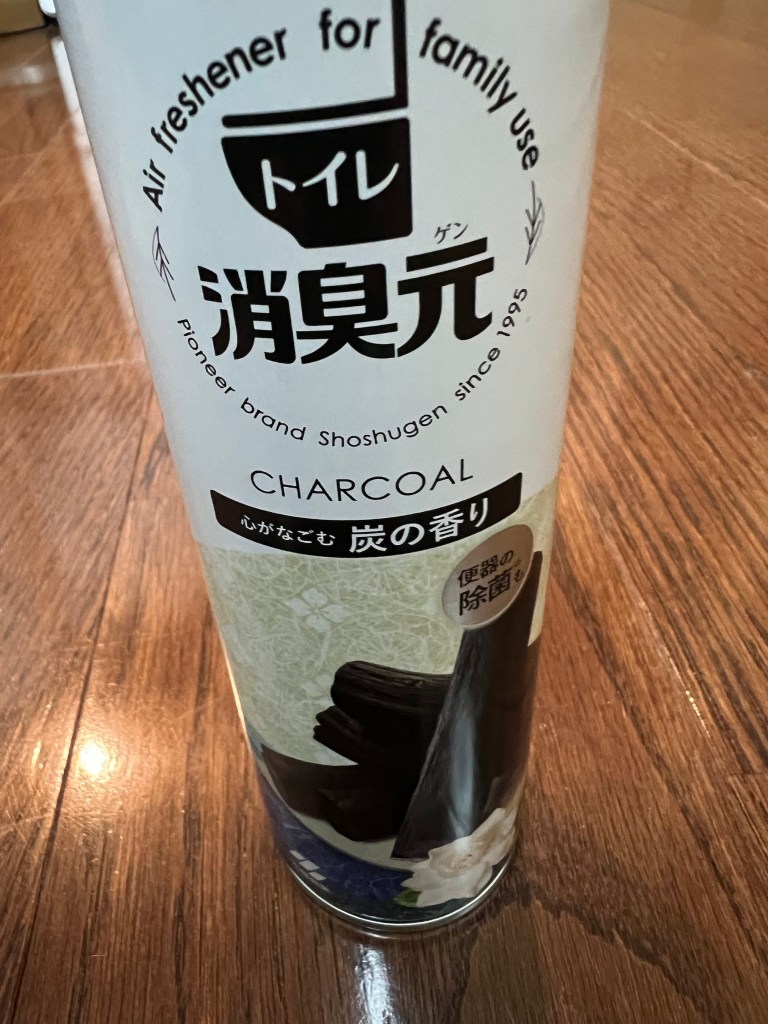 Air freshener for family use
トイレ
ゲン
消臭元
Pioneer brand Shoshugen since 1995
CHARCOAL
心がなごむ 炭の香り
便器の
除菌も